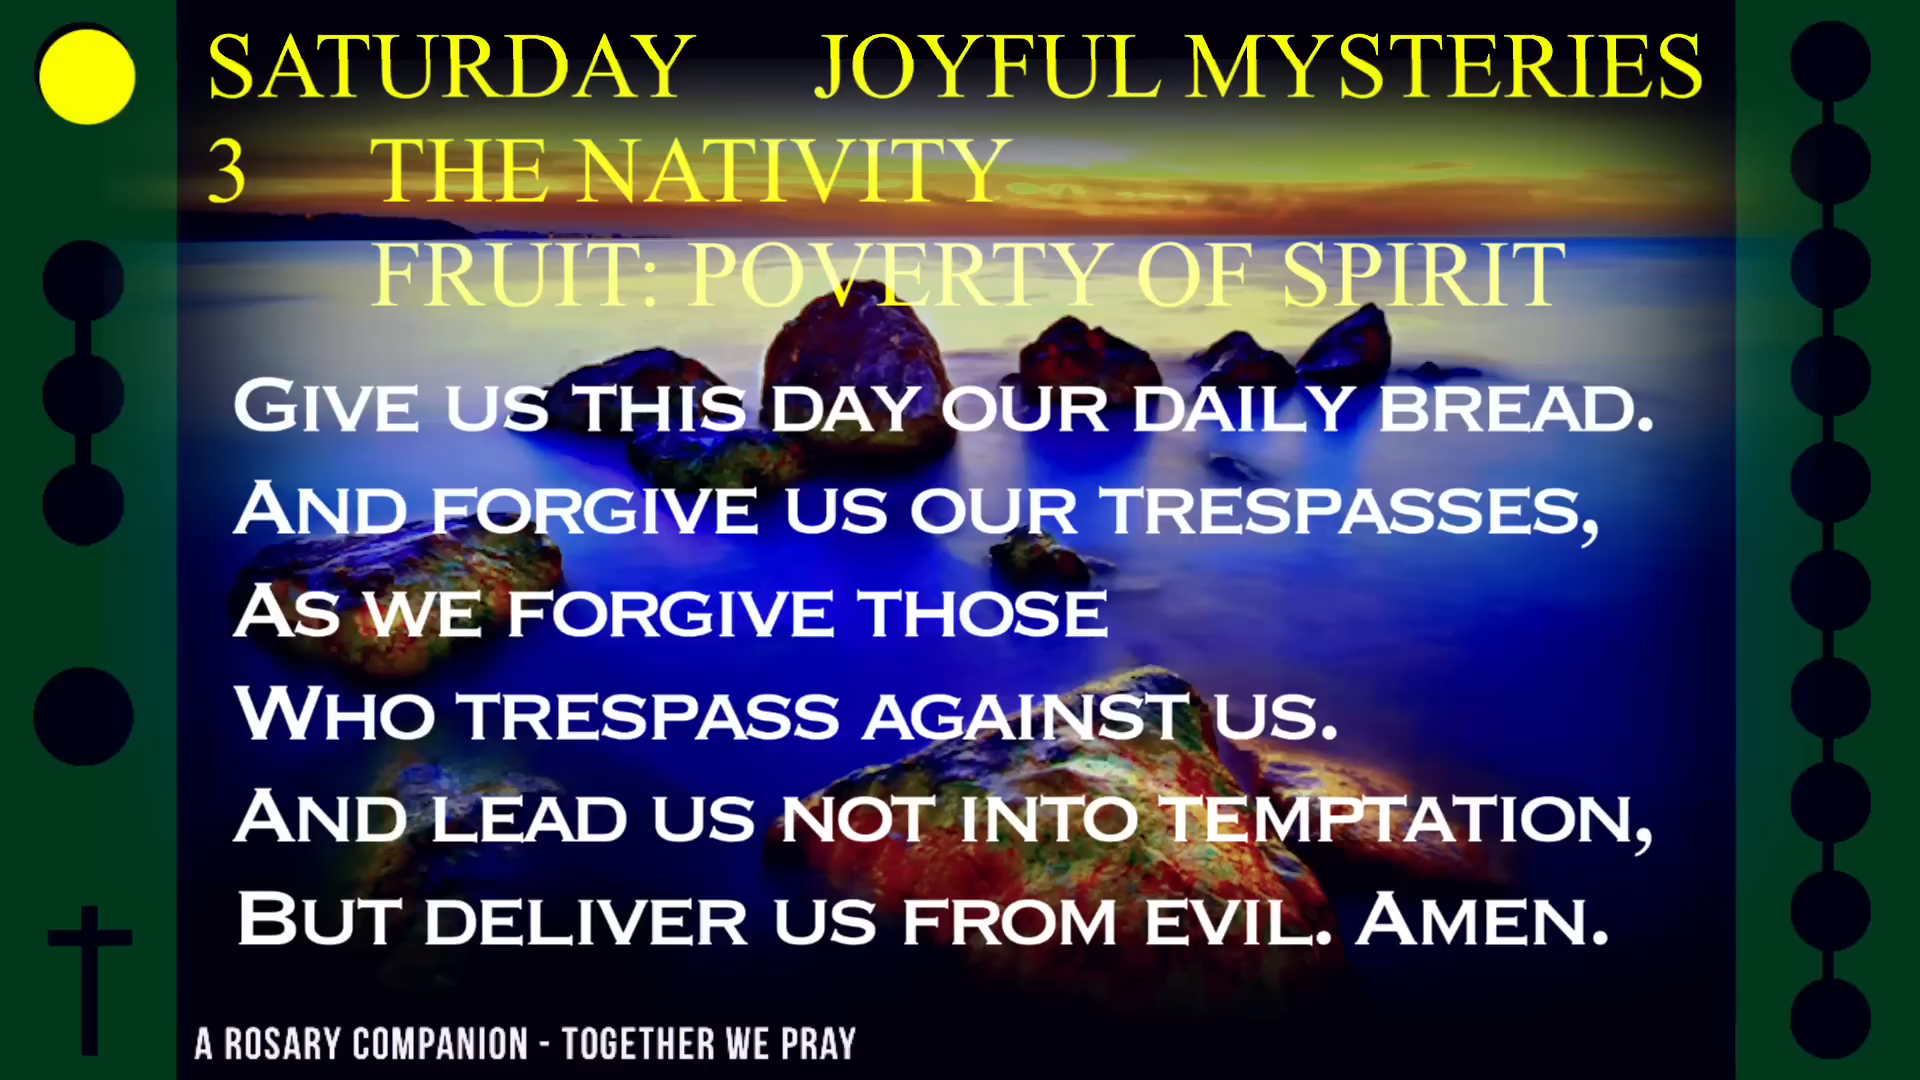 SATURDAY JOYFUL MYSTERIES
3 THE NATIVITY
FRUIT: POVERTY OF SPIRIT
GIVE US THIS DAY OUR DAILY BREAD.
AND FORGIVE US OUR TRESPASSES,
AS WE FORGIVE THOSE
WHO TRESPASS AGAINST US.
AND LEAD US NOT INTO TEMPTATION,
BUT DELIVER US FROM EVIL. AMEN.
A ROSARY COMPANION - TOGETHER WE PRAY